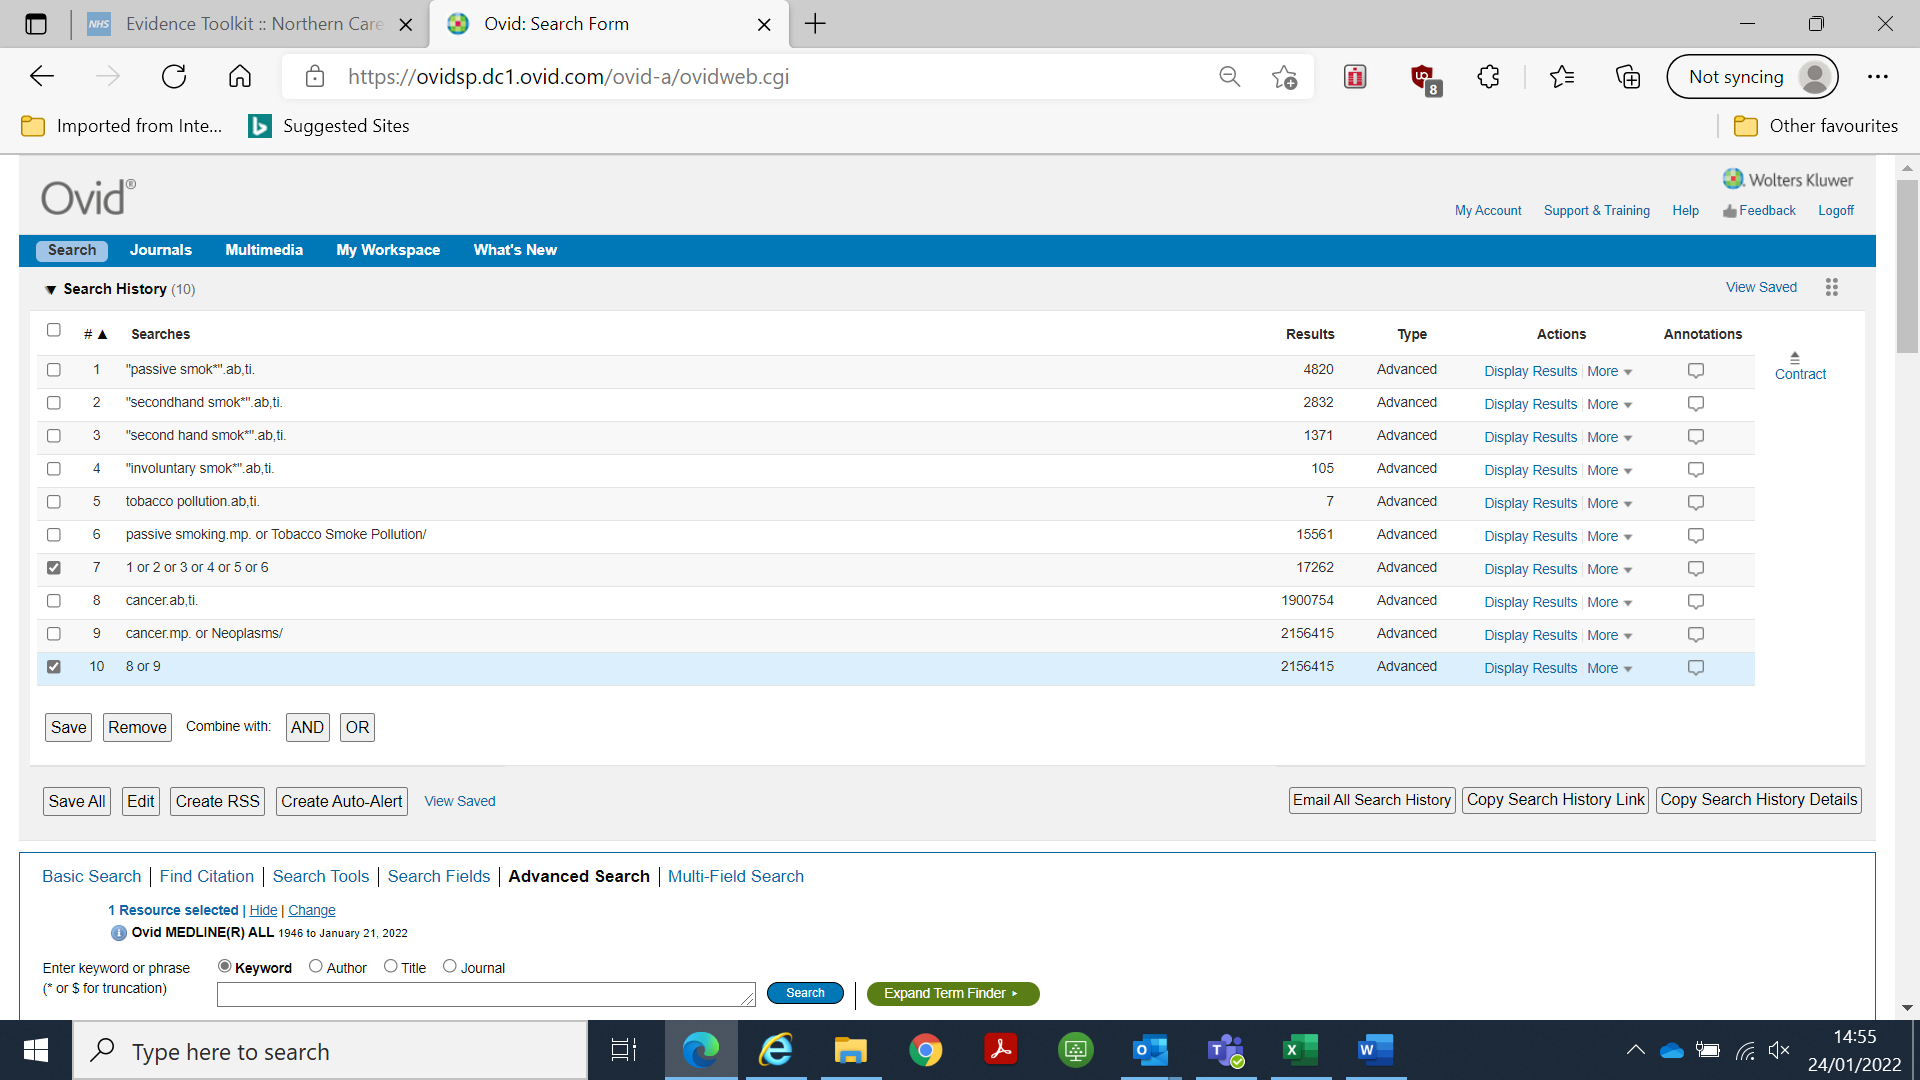 Evidence Toolkit :: Northern Care
Ovid: Search Form
https://ovidsp.dc1.ovid.com/ovid-a/ovidweb.cgi
8
Not syncing
Imported from Inte...
Suggested Sites
Other favourites
Ovid®
Wolters Kluwer
My Account Support & Training Help Feedback Logoff
Search Journals Multimedia My Workspace What's New
▼ Search History (10)
View Saved
# ▲ Searches Results Type Actions Annotations
1 "passive smok*".ab,ti. 4820 Advanced Display Results More
Contract
2 "secondhand smok*".ab,ti. 2832 Advanced Display Results More
3 "second hand smok*".ab,ti. 1371 Advanced Display Results More
4 "involuntary smok*".ab,ti. 105 Advanced Display Results More
5 tobacco pollution.ab,ti. 7 Advanced Display Results More
6 passive smoking.mp. or Tobacco Smoke Pollution/ 15561 Advanced Display Results More
7 1 or 2 or 3 or 4 or 5 or 6 17262 Advanced Display Results More
8 cancer.ab,ti. 1900754 Advanced Display Results More
9 cancer.mp. or Neoplasms/ 2156415 Advanced Display Results More
10 8 or 9 2156415 Advanced Display Results More
Save Remove Combine with: AND OR
Save All Edit Create RSS Create Auto-Alert View Saved Email All Search History Copy Search History Link Copy Search History Details
Basic Search | Find Citation | Search Tools | Search Fields | Advanced Search | Multi-Field Search
1 Resource selected | Hide | Change
Ovid MEDLINE(R) ALL 1946 to January 21, 2022
Enter keyword or phrase
(* or $ for truncation)
Keyword Author Title Journal
Search Expand Term Finder
Type here to search
14:55
24/01/2022